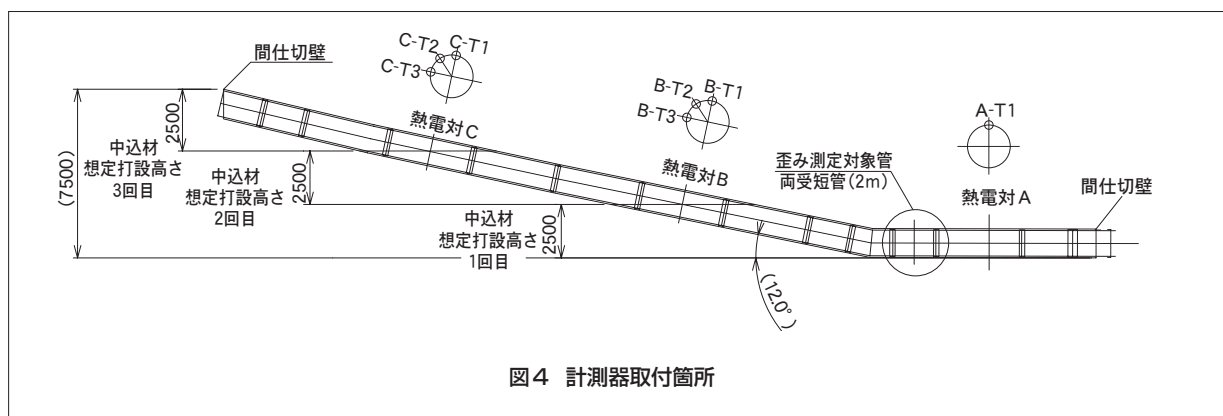 間仕切壁
C-T2
C-T1
C-T3
B-T2
B-T1
B-T3
A-T1
(7500)
2500
中込材
想定打設高さ
3回目
熱電対C
2500
中込材
想定打設高さ
2回目
熱電対B
2500
中込材
想定打設高さ
1回目
歪み測定対象管
両受短管(2m)
熱電対A
間仕切壁
(12.0°)
図4 計測器取付箇所